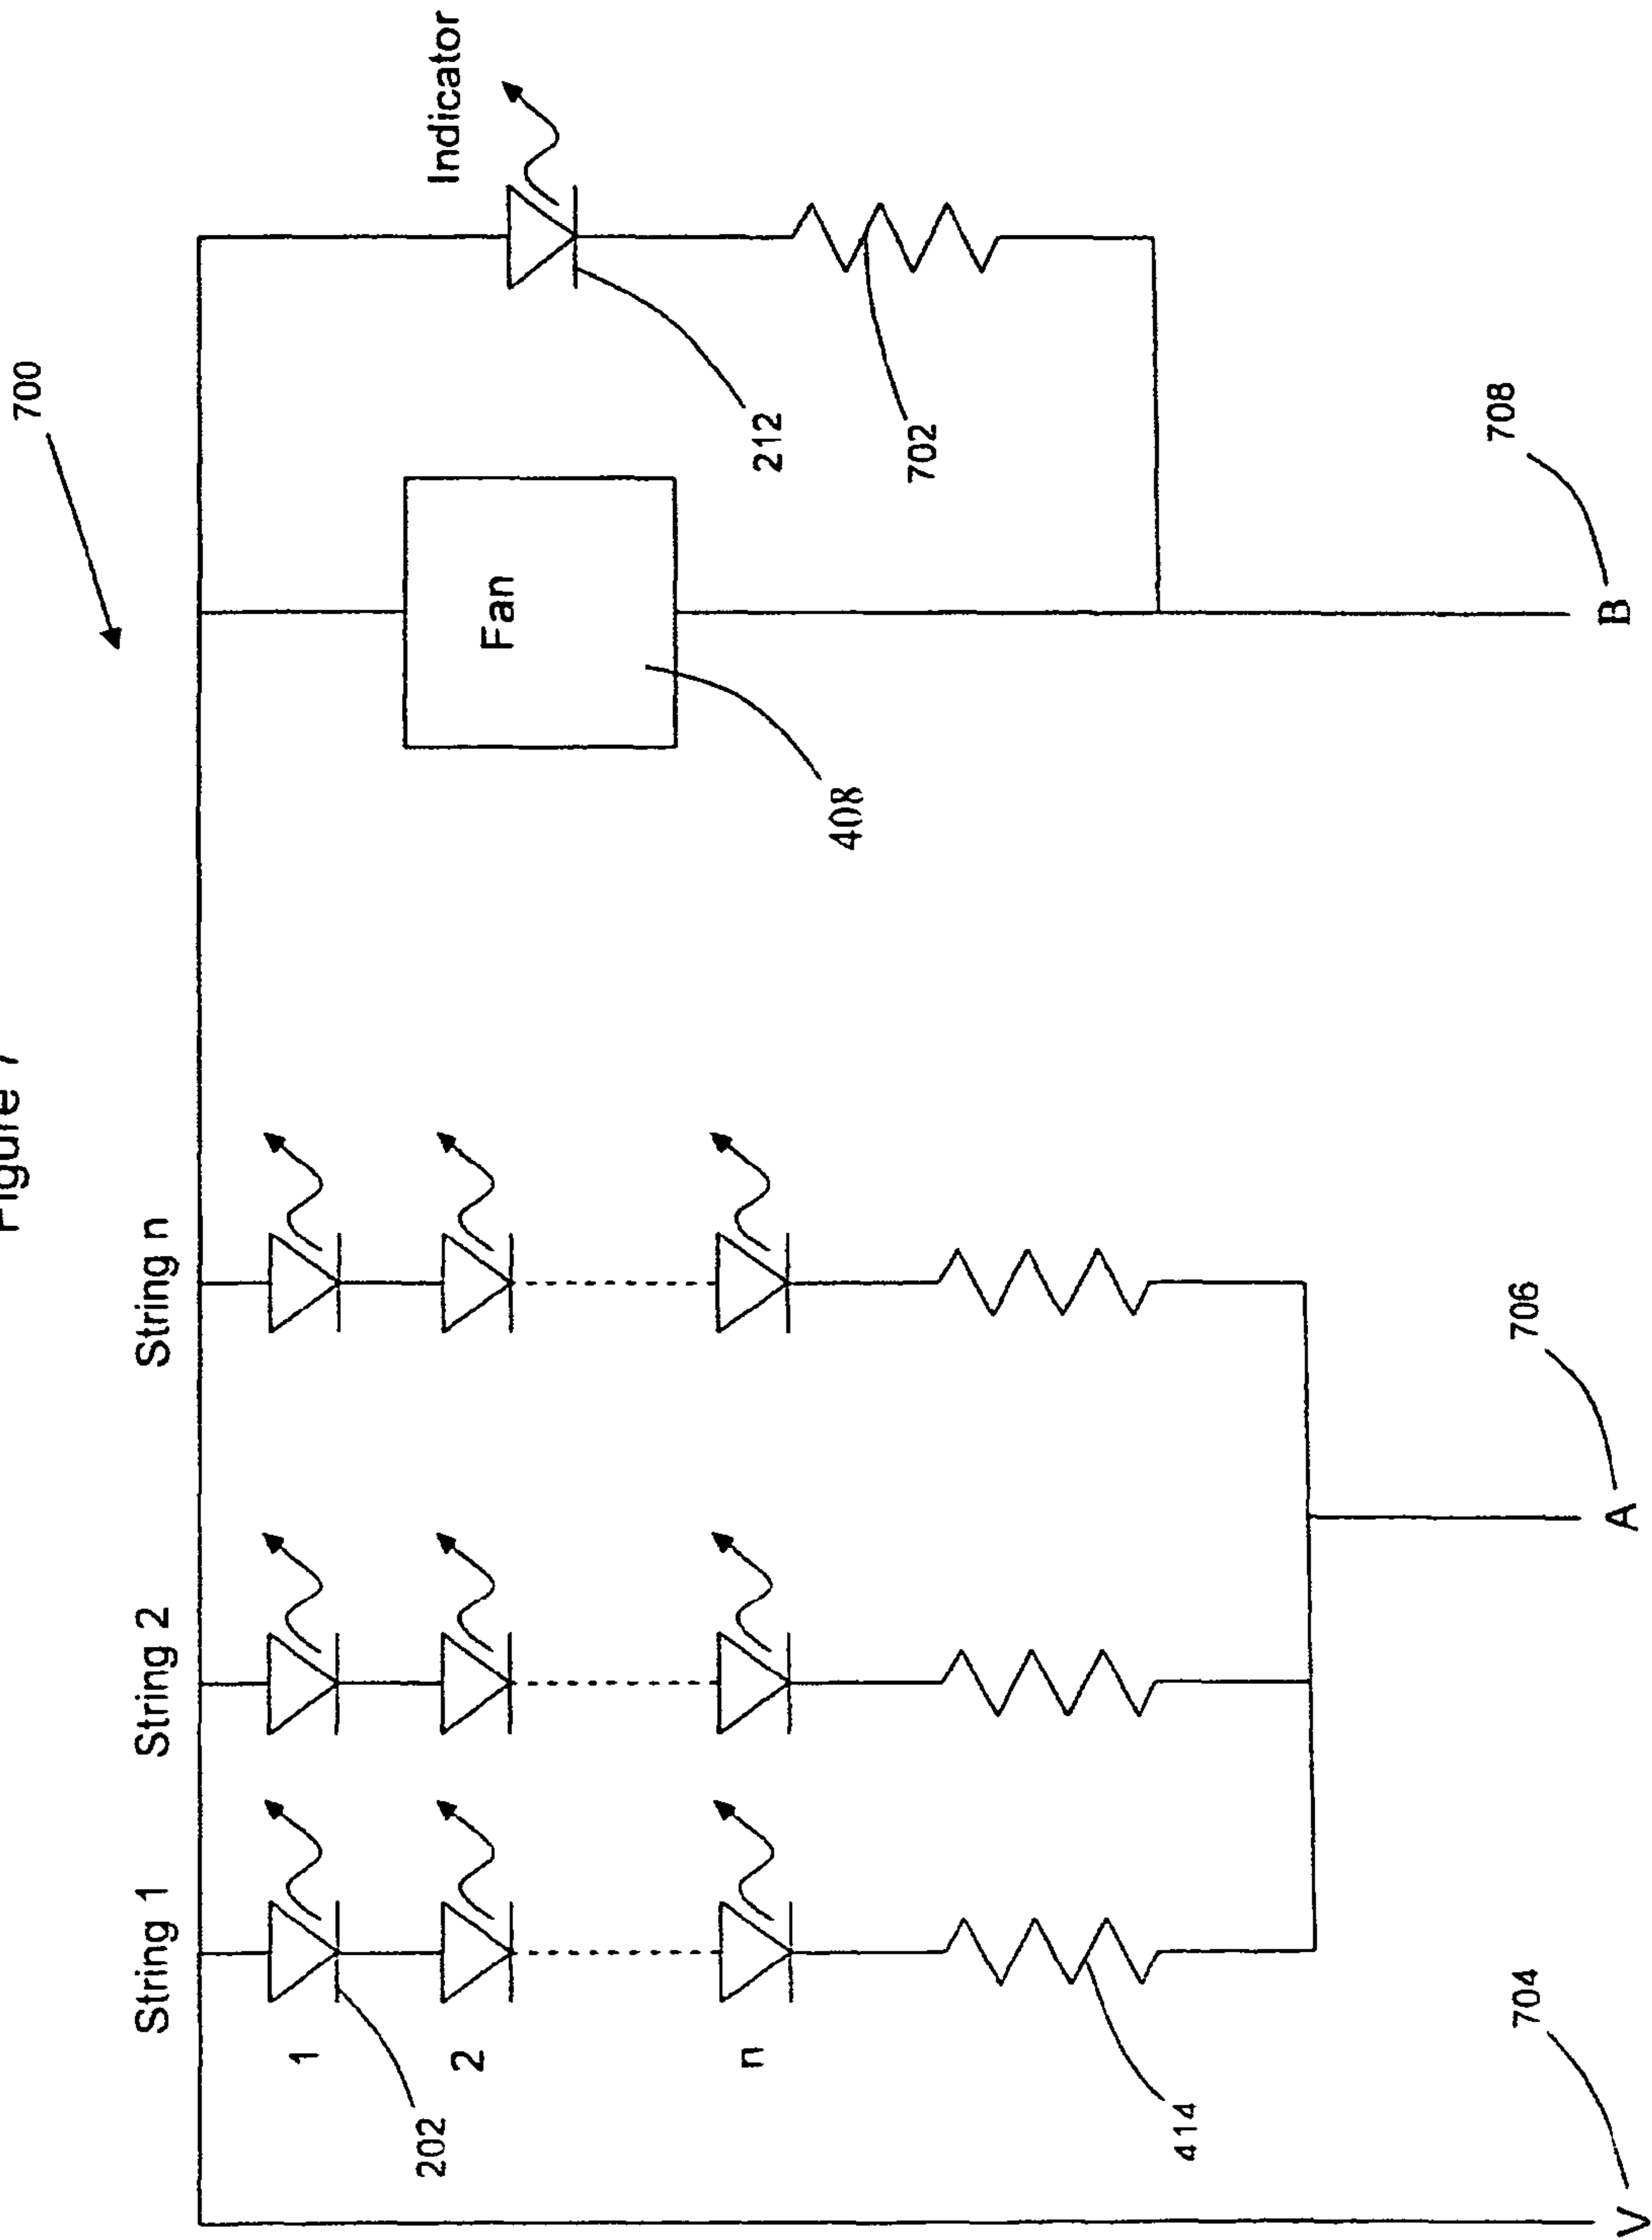 Figure 7
700
String 1
String 2
String n
Indicator
1
2
n
202
Fan
212
408
702
414
704
706
708
V
A
B